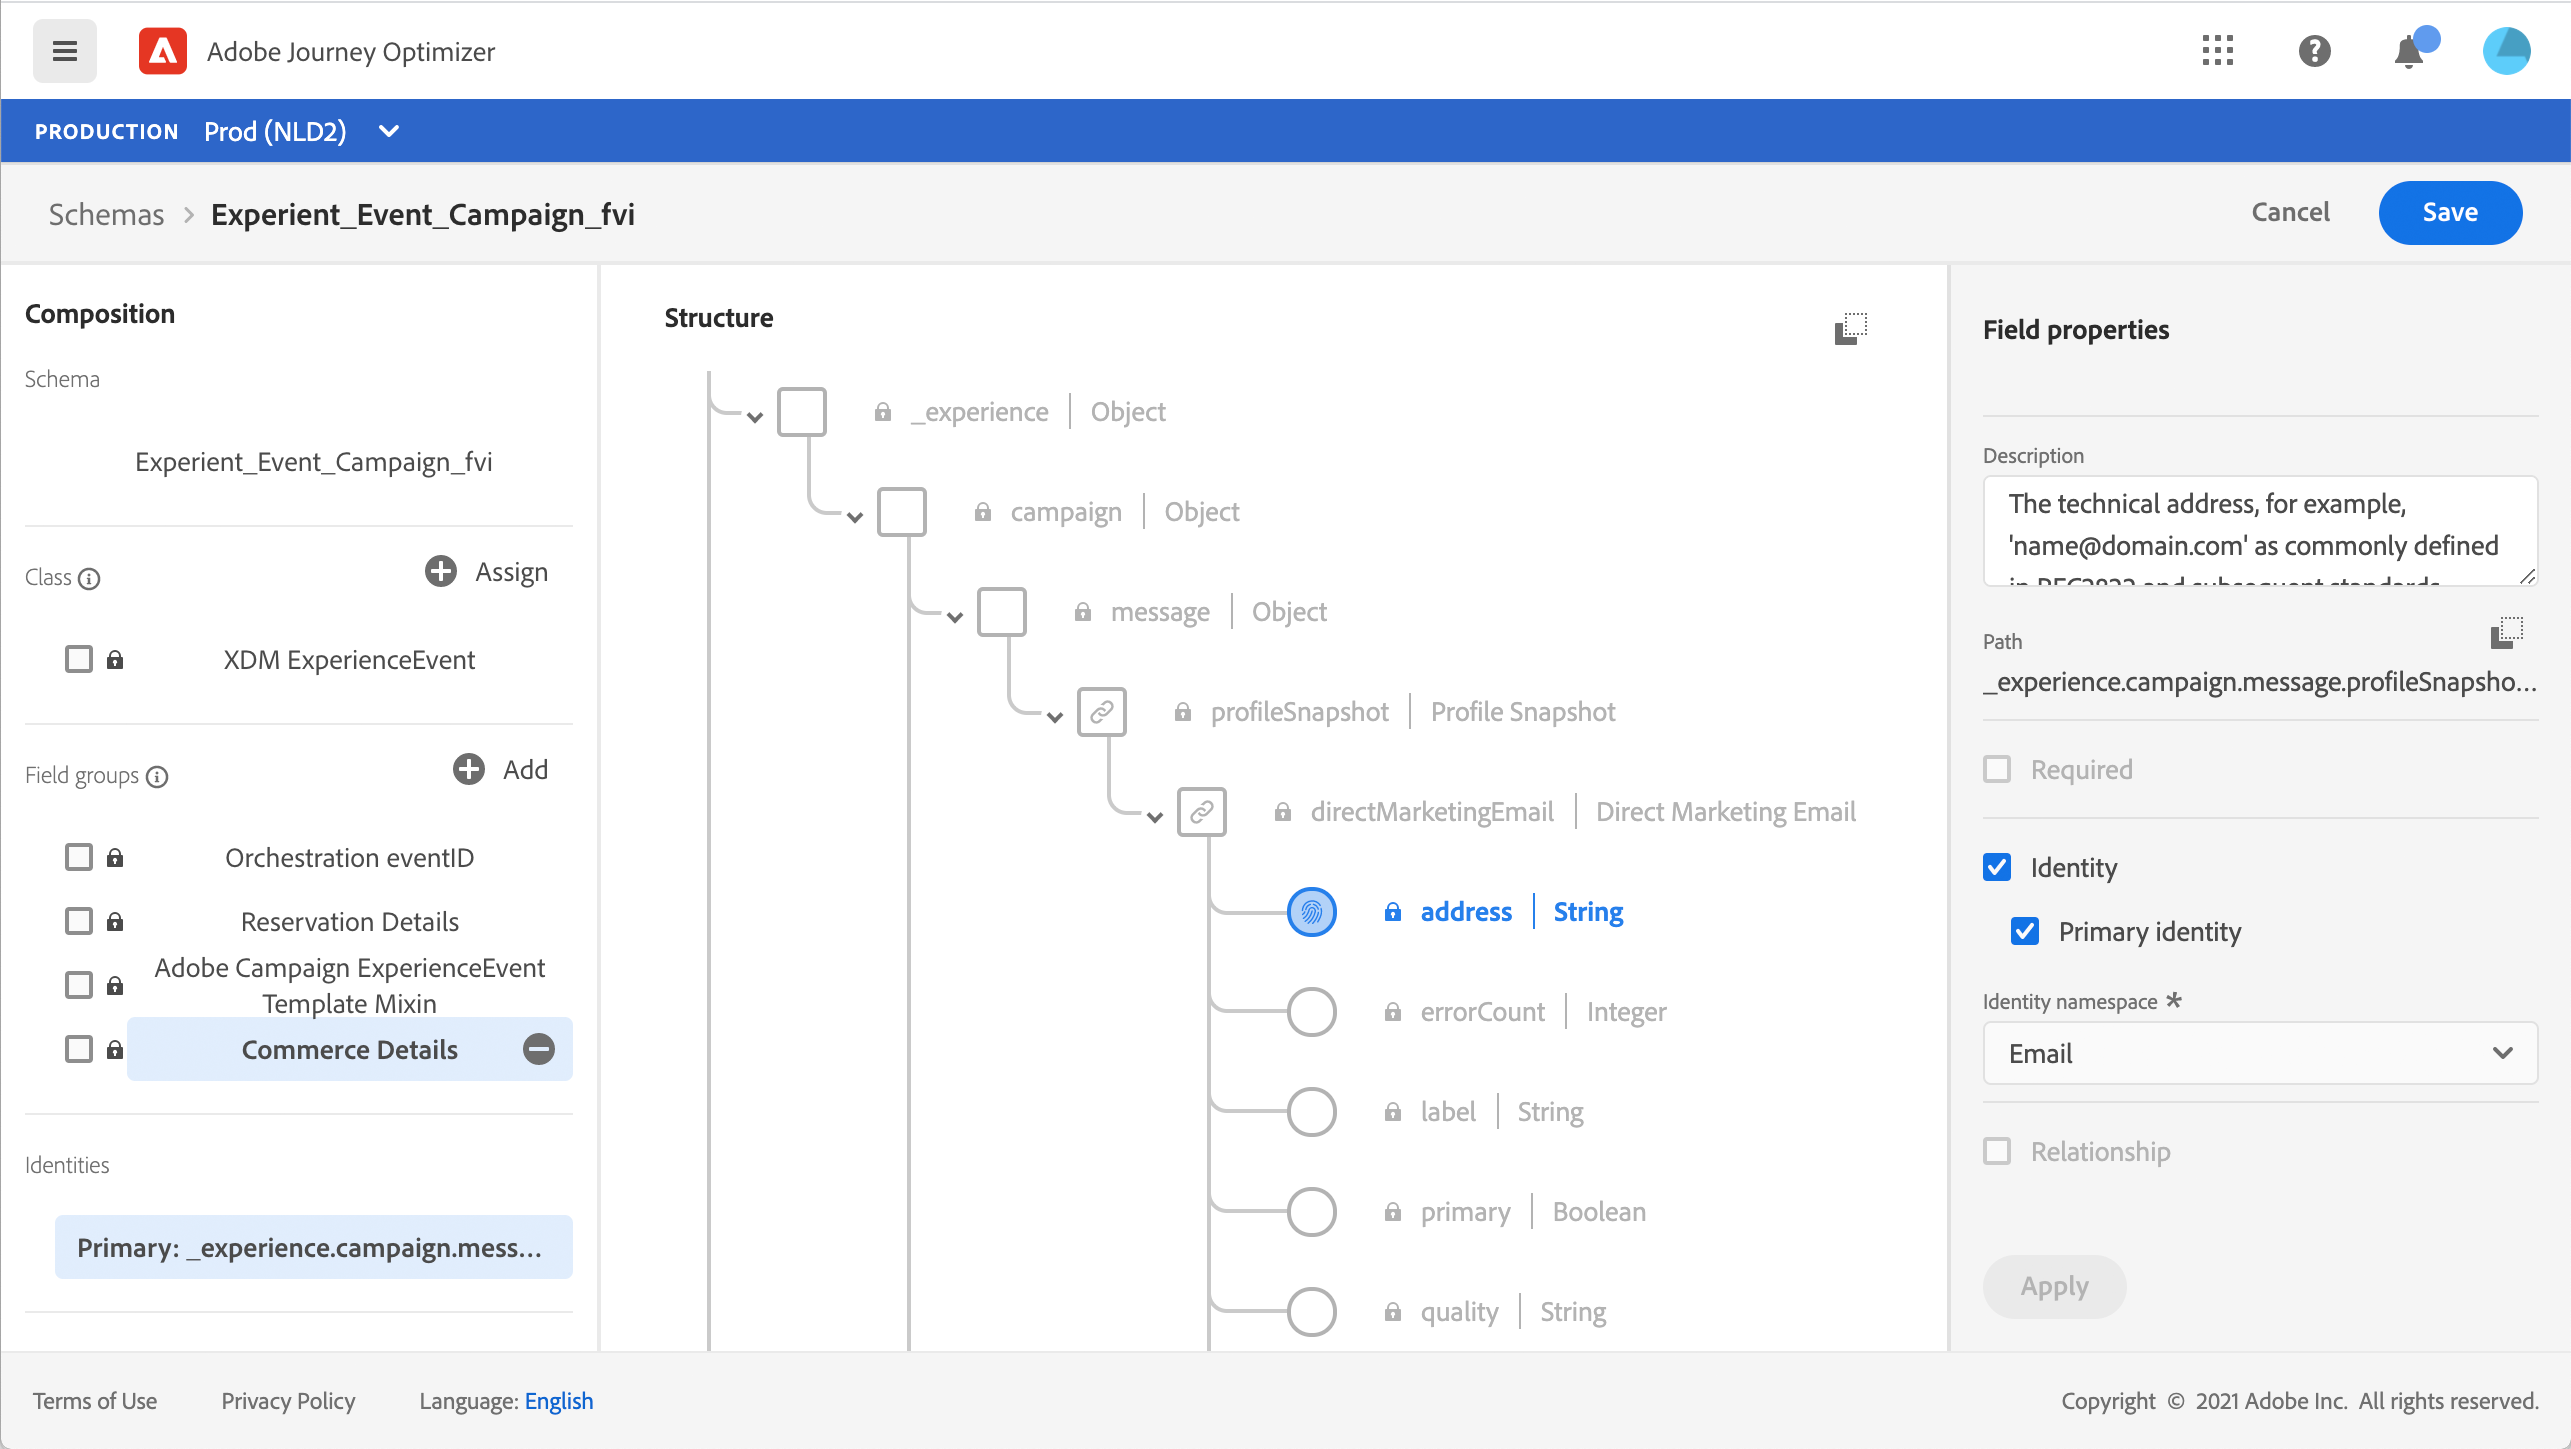 Adobe Journey Optimizer
PRODUCTION Prod (NLD2)
Schemas > Experient_Event_Campaign_fvi
Cancel
Save
Composition
Schema
Experient_Event_Campaign_fvi
Class
Assign
XDM ExperienceEvent
Field groups
Add
Orchestration eventID
Reservation Details
Adobe Campaign ExperienceEvent
Template Mixin
Commerce Details
Identities
Primary: _experience.campaign.mess...
Structure
_experience | Object
campaign | Object
message | Object
profileSnapshot | Profile Snapshot
directMarketingEmail | Direct Marketing Email
address | String
errorCount | Integer
label | String
primary | Boolean
quality | String
Field properties
Description
The technical address, for example,
'name@domain.com' as commonly defined
in RFC2822 and subsequent standards
Path
_experience.campaign.message.profileSnapsho...
Required
Identity
Primary identity
Identity namespace *
Email
Relationship
Apply
Terms of Use
Privacy Policy
Language: English
Copyright © 2021 Adobe Inc. All rights reserved.